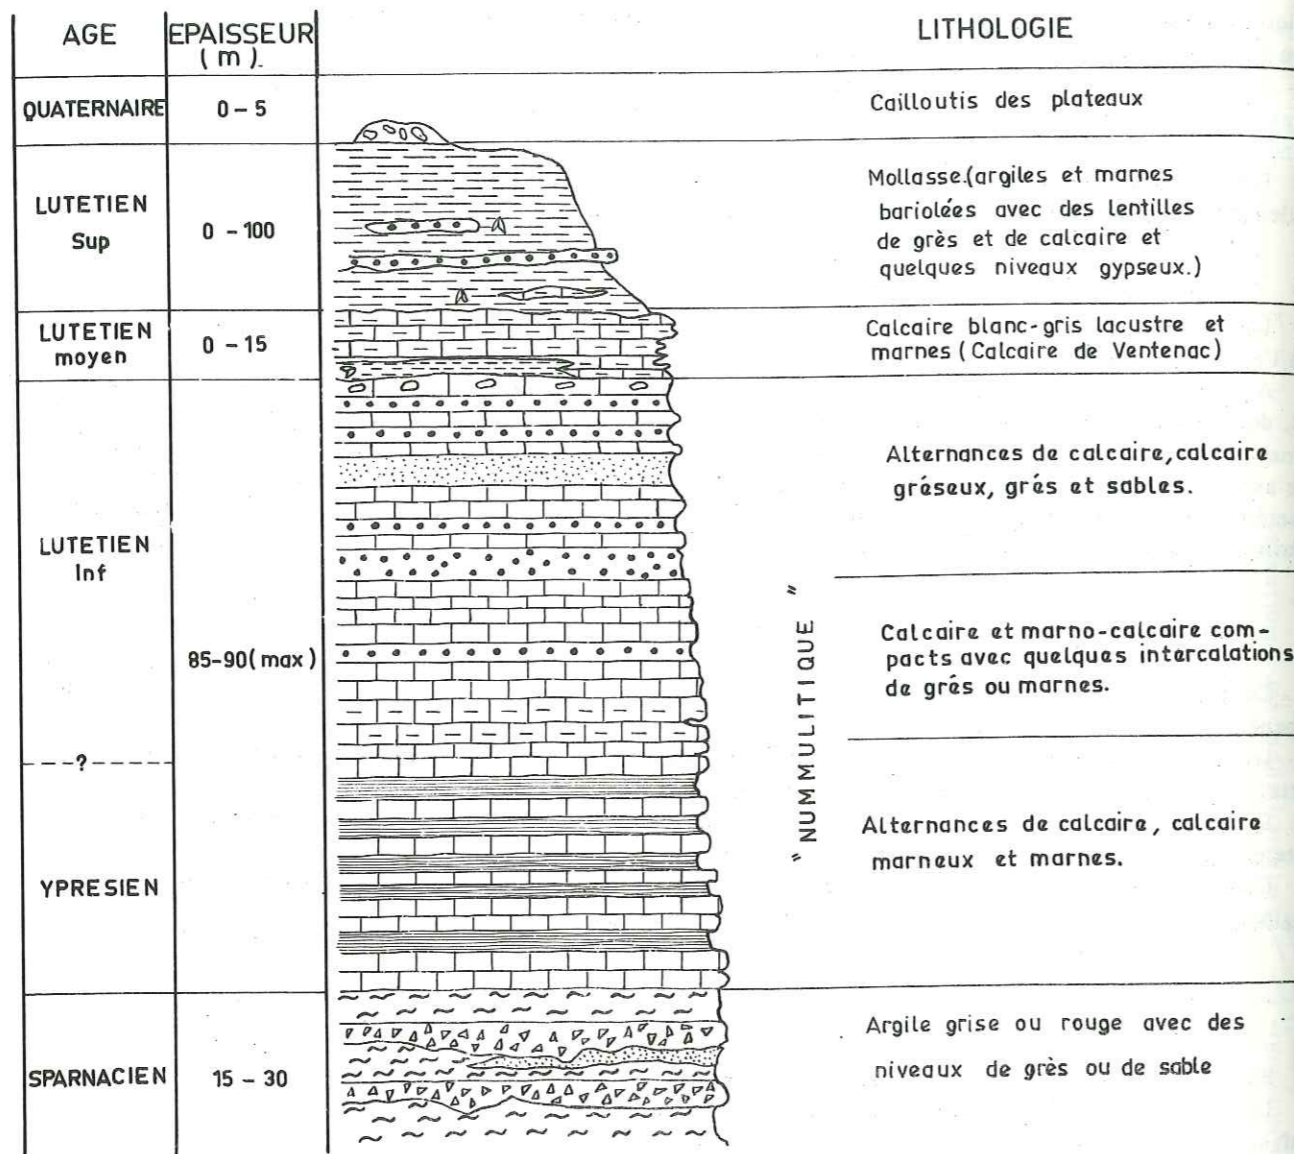 AGE
EPAISSEUR
( m ).
LITHOLOGIE
QUATERNAIRE
0 – 5
Cailloutis des plateaux
LUTETIEN
Sup
0 – 100
Mollasse.(argiles et marnes
bariolées avec des lentilles
de grès et de calcaire et
quelques niveaux gypseux.)
LUTETIEN
moyen
0 – 15
Calcaire blanc-gris lacustre et
marnes ( Calcaire de Ventenac)
LUTETIEN
Inf
85-90( max )
" NUMMULITIQUE "
Alternances de calcaire, calcaire
gréseux, grés et sables.
Calcaire et marno-calcaire com-
pacts avec quelques intercalations
de grés ou marnes.
---?---
YPRESIEN
Alternances de calcaire, calcaire
marneux et marnes.
SPARNACIEN
15 – 30
Argile grise ou rouge avec des
niveaux de grès ou de sable